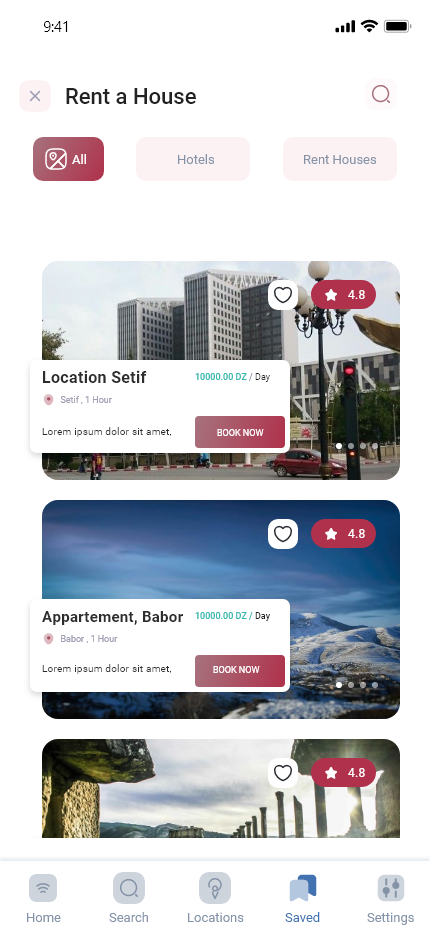 9:41
Rent a House
All
Hotels
Rent Houses
4.8
Location Setif
10000.00 DZ / Day
Setif , 1 Hour
Lorem ipsum dolor sit amet,
BOOK NOW
4.8
Appartement, Babor
10000.00 DZ / Day
Babor , 1 Hour
Lorem ipsum dolor sit amet,
BOOK NOW
4.8
Home
Search
Locations
Saved
Settings